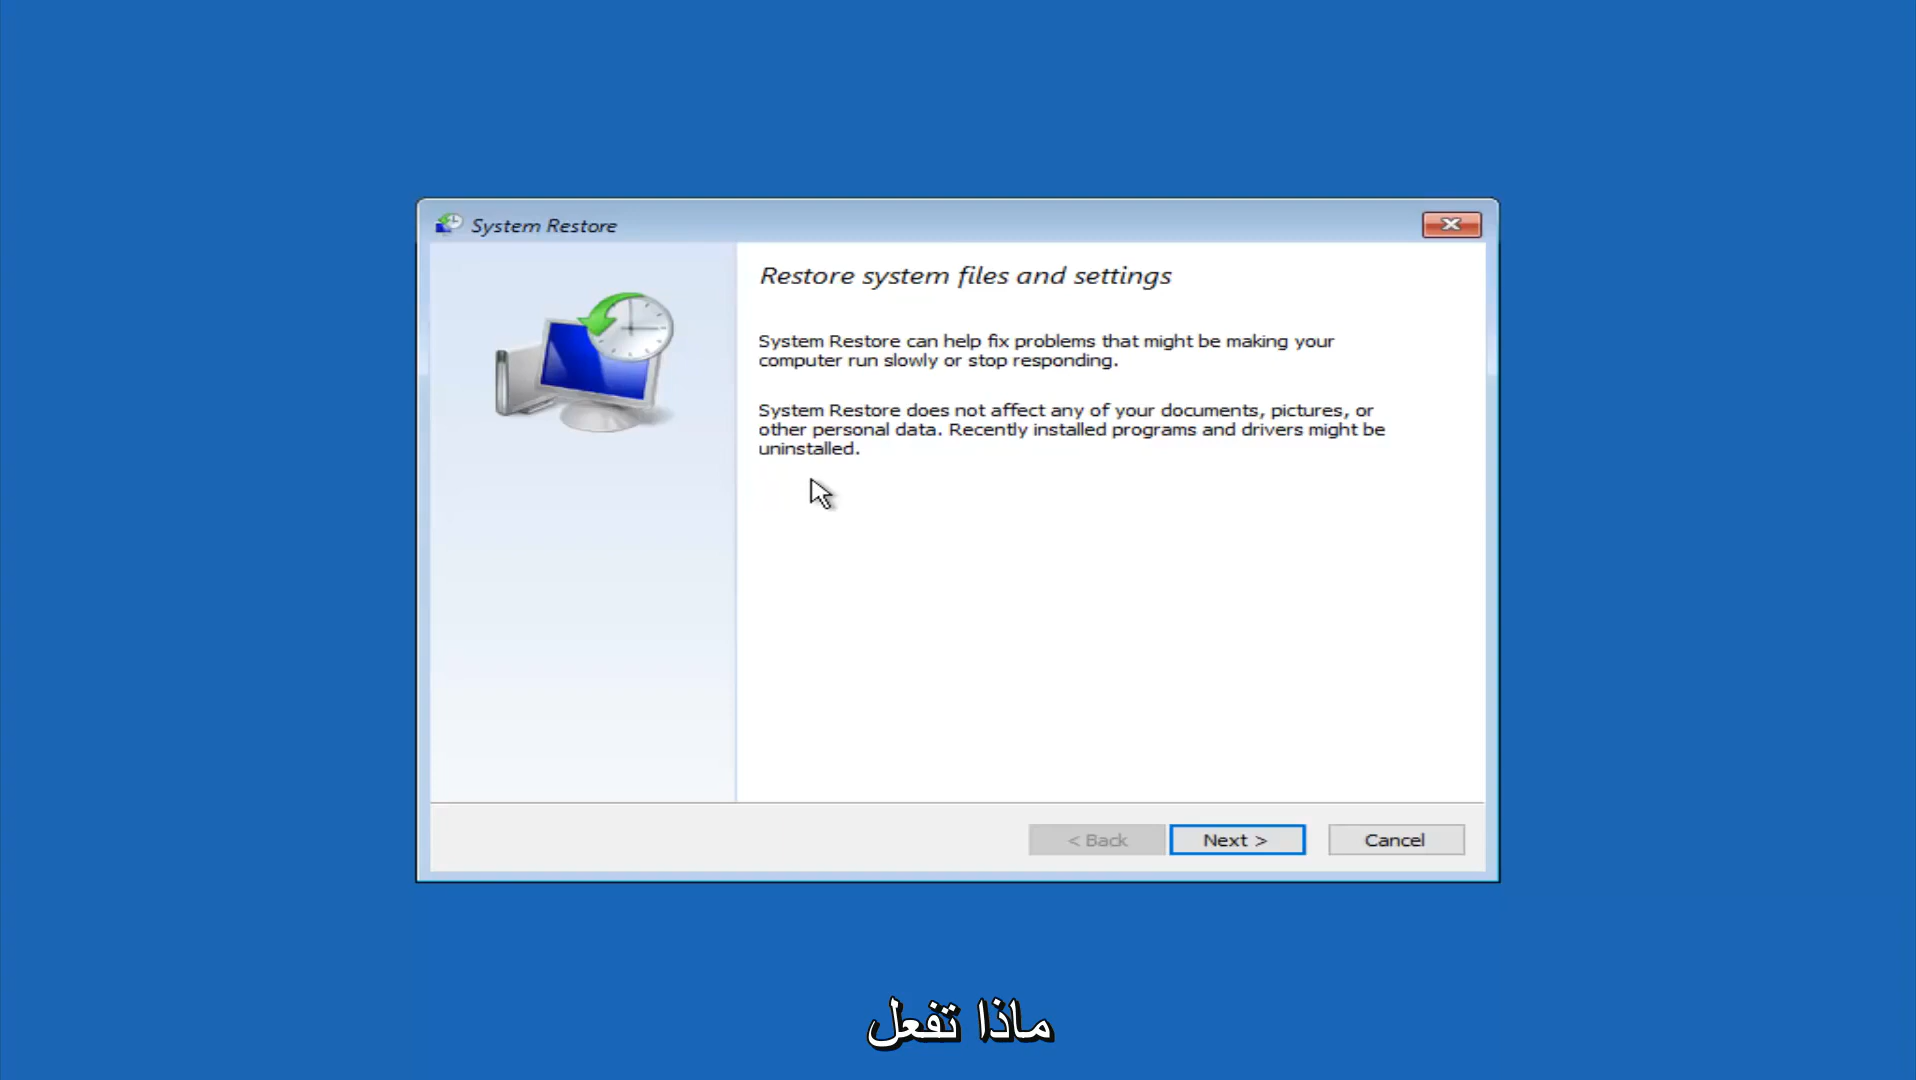 System Restore
Restore system files and settings
System Restore can help fix problems that might be making your
computer run slowly or stop responding.
System Restore does not affect any of your documents, pictures, or
other personal data. Recently installed programs and drivers might be
uninstalled.
< Back
Next >
Cancel
ماذا تفعل